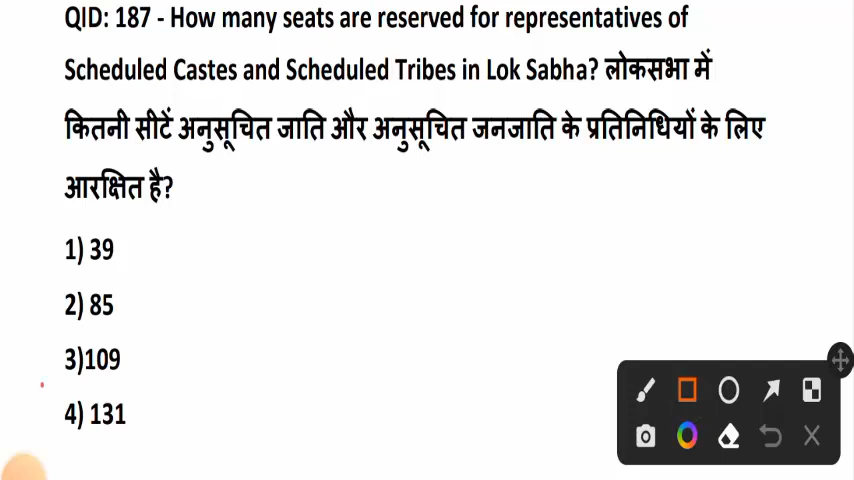 QID: 187 - How many seats are reserved for representatives of
Scheduled Castes and Scheduled Tribes in Lok Sabha? लोकसभा में
कितनी सीटें अनुसूचित जाति और अनुसूचित जनजाति के प्रतिनिधियों के लिए
आरक्षित है?
1) 39
2) 85
3)109
4) 131